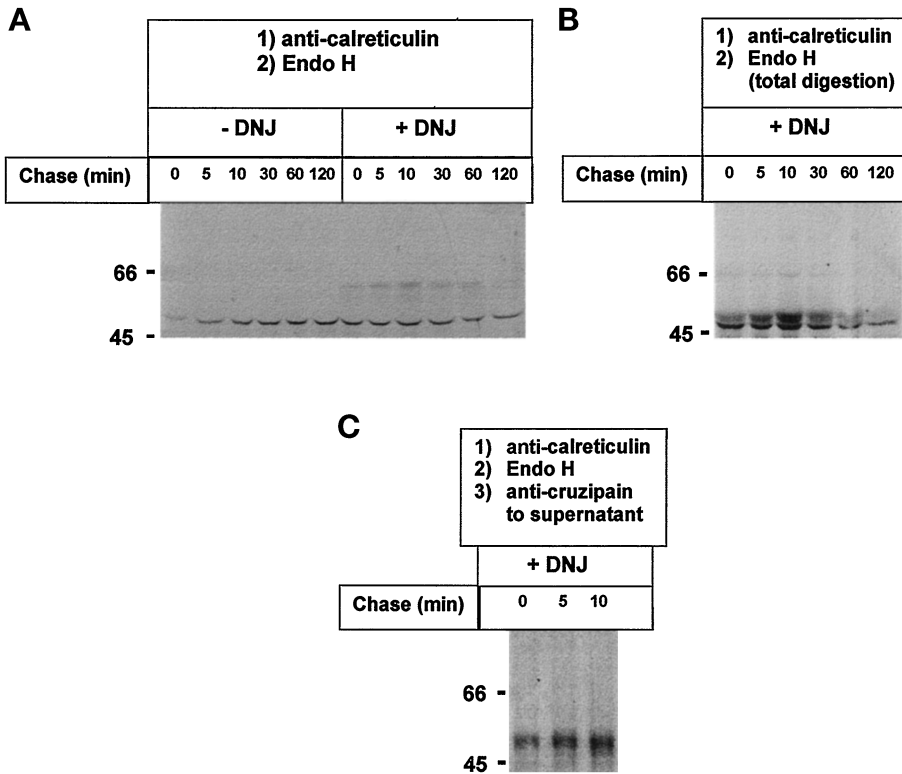 A
1) anti-calreticulin
2) Endo H
- DNJ + DNJ
Chase (min) 0 5 10 30 60 120 0 5 10 30 60 120
66 -
45 -
B
1) anti-calreticulin
2) Endo H
(total digestion)
+ DNJ
0 5 10 30 60 120
66 -
45 -
C
1) anti-calreticulin
2) Endo H
3) anti-cruzipain
to supernatant
+ DNJ
Chase (min) 0 5 10
66 -
45 -